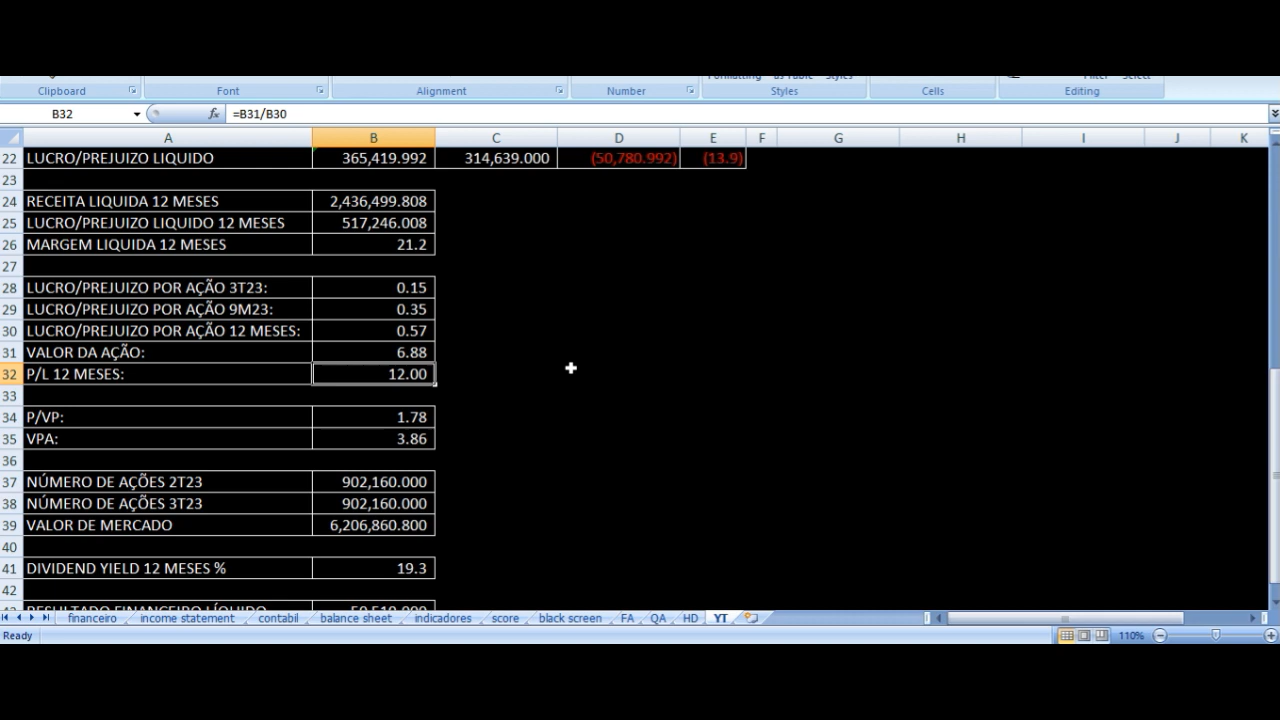 Clipboard Font Alignment Number Styles Cells Editing
B32 fx =B31/B30
A B C D E F G H I J K
22 LUCRO/PREJUIZO LIQUIDO 365,419.992 314,639.000 (50,780.992) (13.9)
23
24 RECEITA LIQUIDA 12 MESES 2,436,499.808
25 LUCRO/PREJUIZO LIQUIDO 12 MESES 517,246.008
26 MARGEM LIQUIDA 12 MESES 21.2
27
28 LUCRO/PREJUIZO POR AÇÃO 3T23: 0.15
29 LUCRO/PREJUIZO POR AÇÃO 9M23: 0.35
30 LUCRO/PREJUIZO POR AÇÃO 12 MESES: 0.57
31 VALOR DA AÇÃO: 6.88
32 P/L 12 MESES: 12.00
33
34 P/VP: 1.78
35 VPA: 3.86
36
37 NÚMERO DE AÇÕES 2T23 902,160.000
38 NÚMERO DE AÇÕES 3T23 902,160.000
39 VALOR DE MERCADO 6,206,860.800
40
41 DIVIDEND YIELD 12 MESES % 19.3
42
RESULTADO FINANCEIRO LÍQUIDO
financeiro income statement contabil balance sheet indicadores score black screen FA QA HD YT
Ready 110%